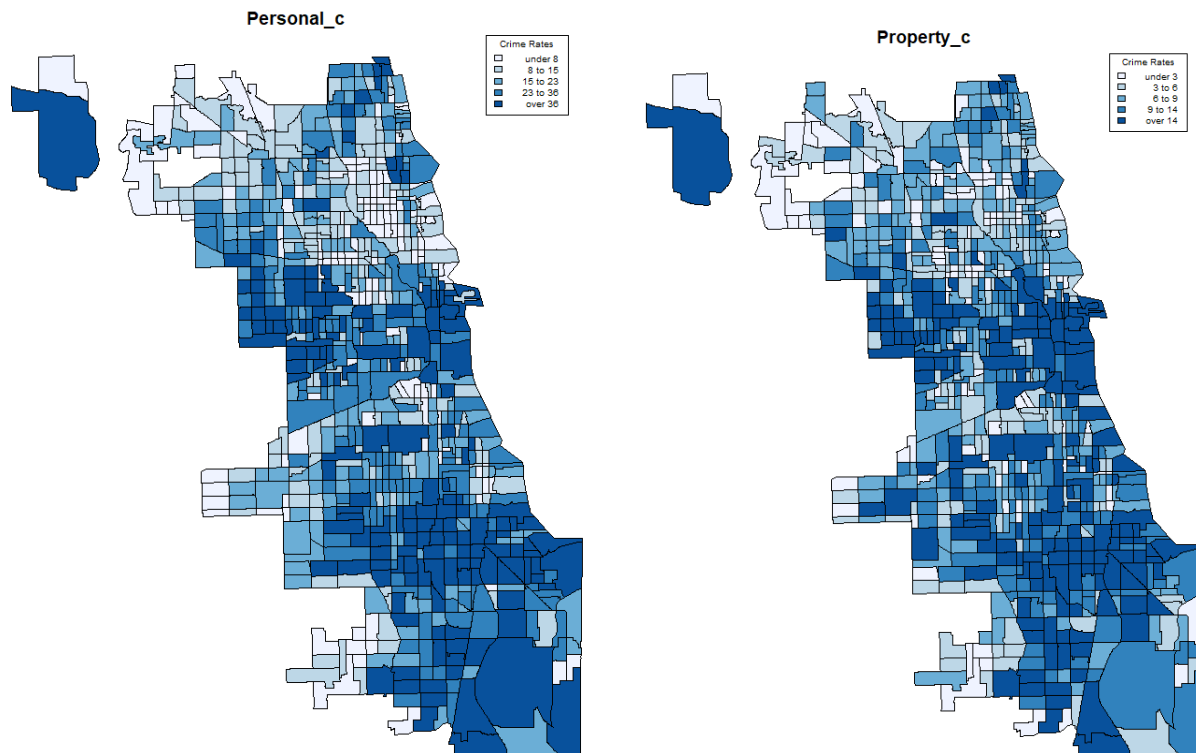 Personal_c
Crime Rates
under 8
8 to 15
15 to 23
23 to 36
over 36
Property_c
Crime Rates
under 3
3 to 6
6 to 9
9 to 14
over 14